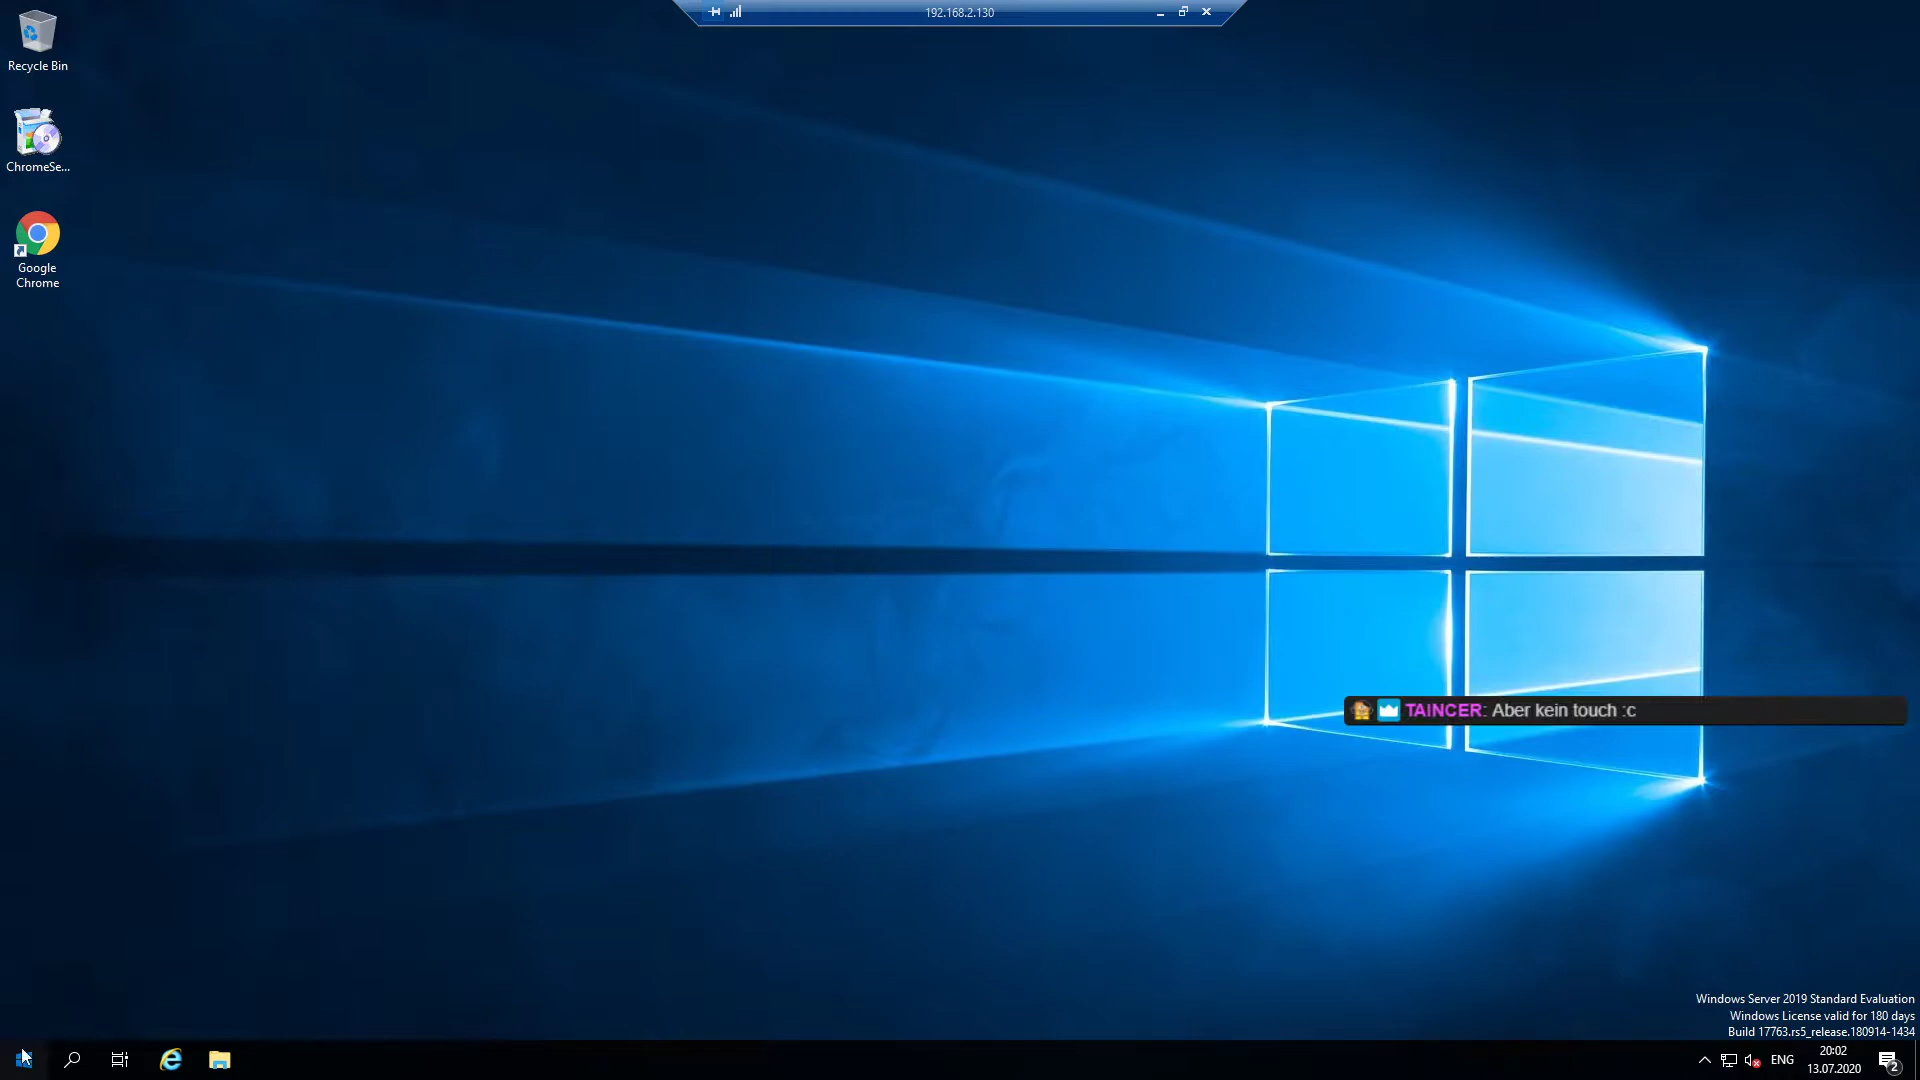 192.168.2.130
Recycle Bin
ChromeSe...
Google
Chrome
TAINCER: Aber kein touch :c
Windows Server 2019 Standard Evaluation
Windows License valid for 180 days
Build 17763.rs5_release.180914-1434
ENG
20:02
13.07.2020
2